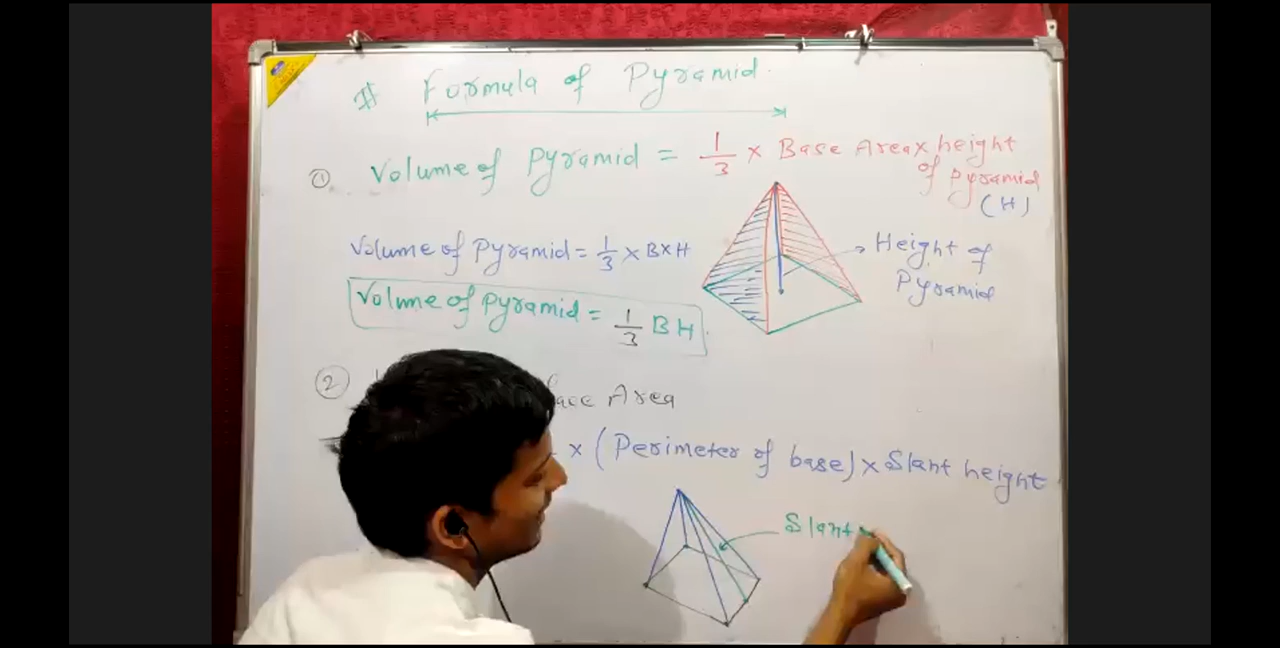 # Formula of Pyramid.
① Volume of Pyramid = 1/3 × Base Area × height of pyramid (H)
Volume of Pyramid = 1/3 × B×H
Height of Pyramid
Volume of Pyramid = 1/3 BH
② face Area
× (Perimeter of base) × Slant height
Slant